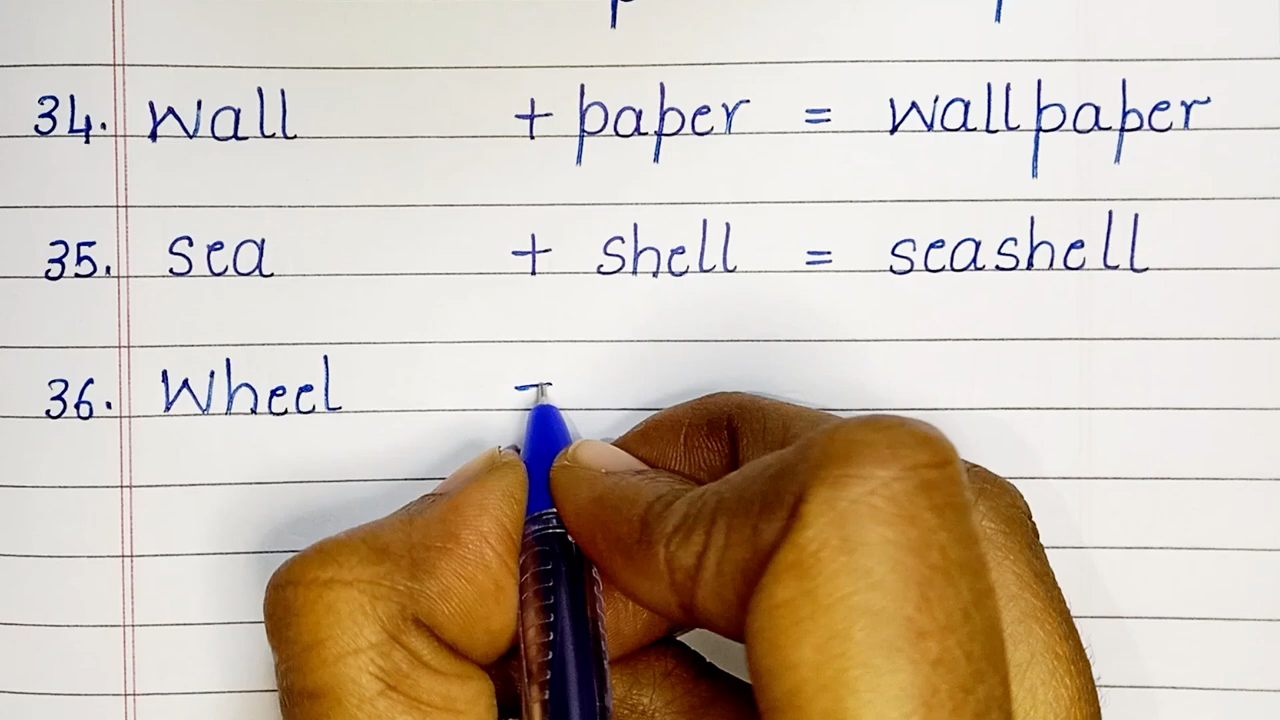 34. Wall + paper = wallpaper
35. sea + shell = seashell
36. Wheel